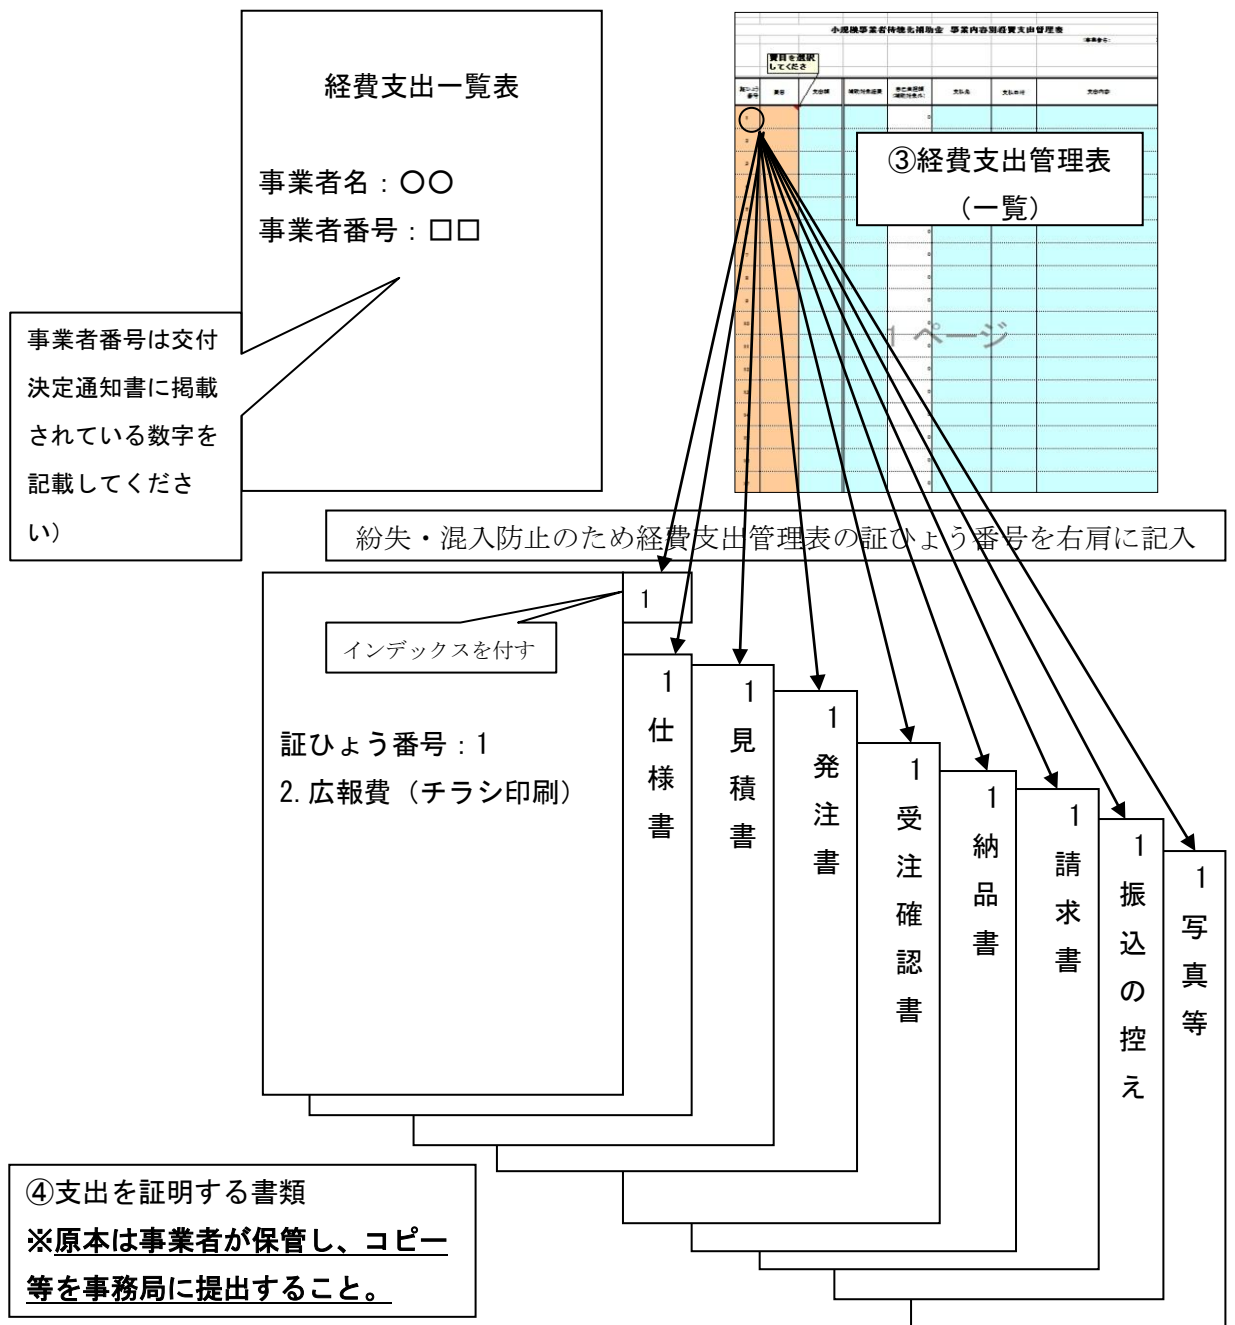 経費支出一覧表
事業者名：〇〇
事業者番号：□□
事業者番号は交付
決定通知書に掲載
されている数字を
記載してくださ
い）
小規模事業者持続化補助金 事業内容別経費支出管理表
費目を選択
してくださ
③経費支出管理表
（一覧）
1 ページ
紛失・混入防止のため経費支出管理表の証ひょう番号を右肩に記入
1
インデックスを付す
証ひょう番号：1
2. 広報費（チラシ印刷）
1 仕様書
1 見積書
1 発注書
1 受注確認書
1 納品書
1 請求書
1 振込の控え
1 写真等
④支出を証明する書類
※原本は事業者が保管し、コピー
等を事務局に提出すること。